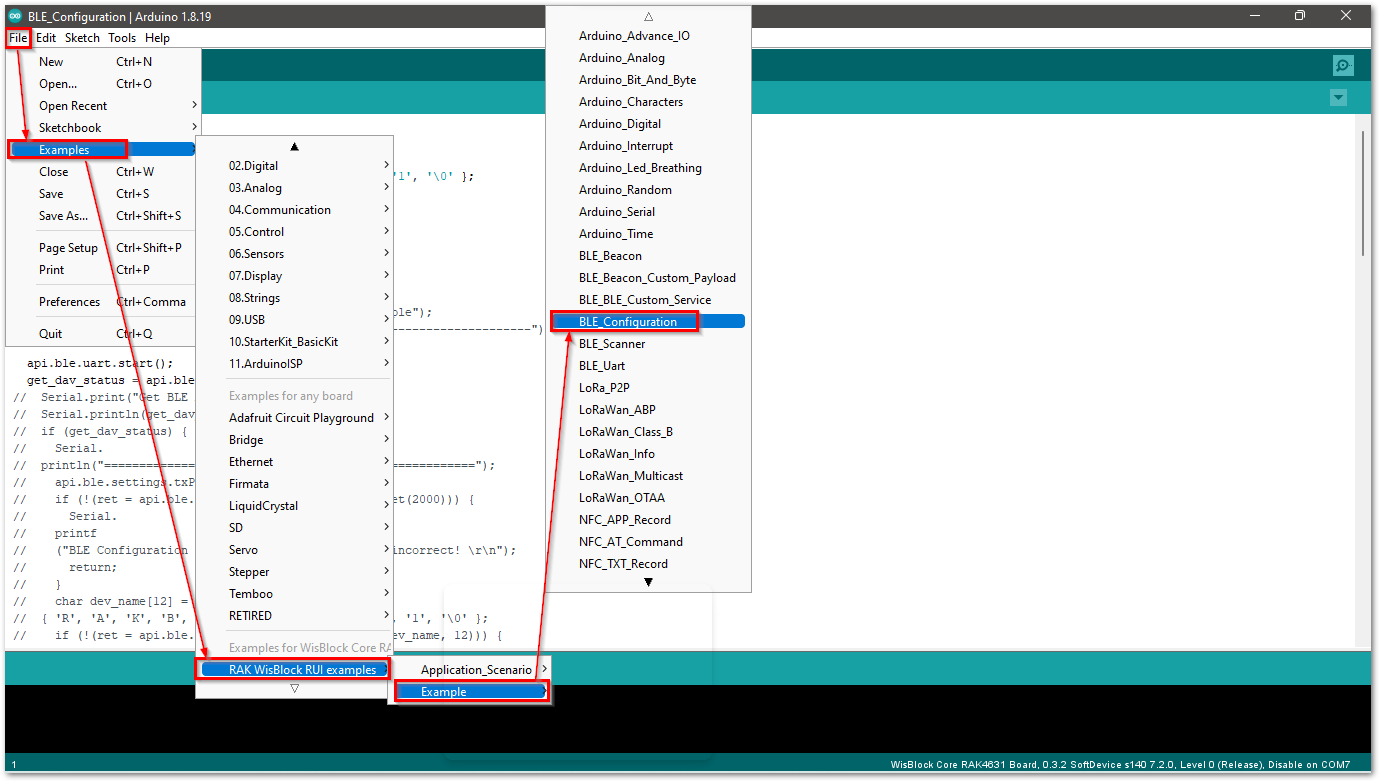 BLE_Configuration | Arduino 1.8.19
File Edit Sketch Tools Help
New Ctrl+N
Open... Ctrl+O
Open Recent
Sketchbook
Examples
Close Ctrl+W
Save Ctrl+S
Save As... Ctrl+Shift+S
Page Setup Ctrl+Shift+P
Print Ctrl+P
Preferences Ctrl+Comma
Quit Ctrl+Q
02.Digital
03.Analog
04.Communication
05.Control
06.Sensors
07.Display
08.Strings
09.USB
10.StarterKit_BasicKit
11.ArduinoISP
Examples for any board
Adafruit Circuit Playground
Bridge
Ethernet
Firmata
LiquidCrystal
SD
Servo
Stepper
Temboo
RETIRED
Examples for WisBlock Core RA
RAK WisBlock RUI examples
Application_Scenario
Example
Arduino_Advance_IO
Arduino_Analog
Arduino_Bit_And_Byte
Arduino_Characters
Arduino_Digital
Arduino_Interrupt
Arduino_Led_Breathing
Arduino_Random
Arduino_Serial
Arduino_Time
BLE_Beacon
BLE_Beacon_Custom_Payload
BLE_BLE_Custom_Service
BLE_Configuration
BLE_Scanner
BLE_Uart
LoRa_P2P
LoRaWan_ABP
LoRaWan_Class_B
LoRaWan_Info
LoRaWan_Multicast
LoRaWan_OTAA
NFC_APP_Record
NFC_AT_Command
NFC_TXT_Record
'1', '\0' };
ble");
--------------------")
api.ble.uart.start();
get_dav_status = api.ble
// Serial.print("Get BLE
// Serial.println(get_dav
// if (get_dav_status) {
// Serial.
// println("============= =============");
// api.ble.settings.txP
// if (!(ret = api.ble. et(2000))) {
// Serial.
// printf
// ("BLE Configuration incorrect! \r\n");
// return;
// }
// char dev_name[12] =
// { 'R', 'A', 'K', 'B', , '1', '\0' };
// if (!(ret = api.ble. ev_name, 12))) {
1 WisBlock Core RAK4631 Board, 0.3.2 SoftDevice s140 7.2.0, Level 0 (Release), Disable on COM7